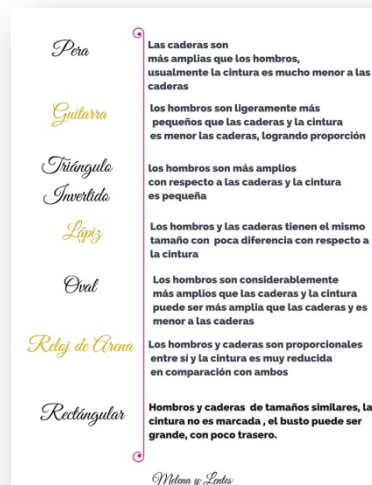 Pera
Las caderas son
más amplias que los hombros,
usualmente la cintura es mucho menor a las
caderas
Guitarra
los hombros son ligeramente más
pequeños que las caderas y la cintura
es menor las caderas, logrando proporción
Triángulo
Invertido
los hombros son más amplios
con respecto a las caderas y la cintura
es pequeña
Lápiz
Los hombros y las caderas tienen el mismo
tamaño con poca diferencia con respecto a
la cintura
Oval
Los hombros son considerablemente
más amplios que las caderas y la cintura
puede ser más amplia que las caderas y es
menor a las caderas
Reloj de Arena
Los hombros y caderas son proporcionales
entre sí y la cintura es muy reducida
en comparación con ambos
Rectángular
Hombros y caderas de tamaños similares, la
cintura no es marcada , el busto puede ser
grande, con poco trasero.
Melena y Lentes